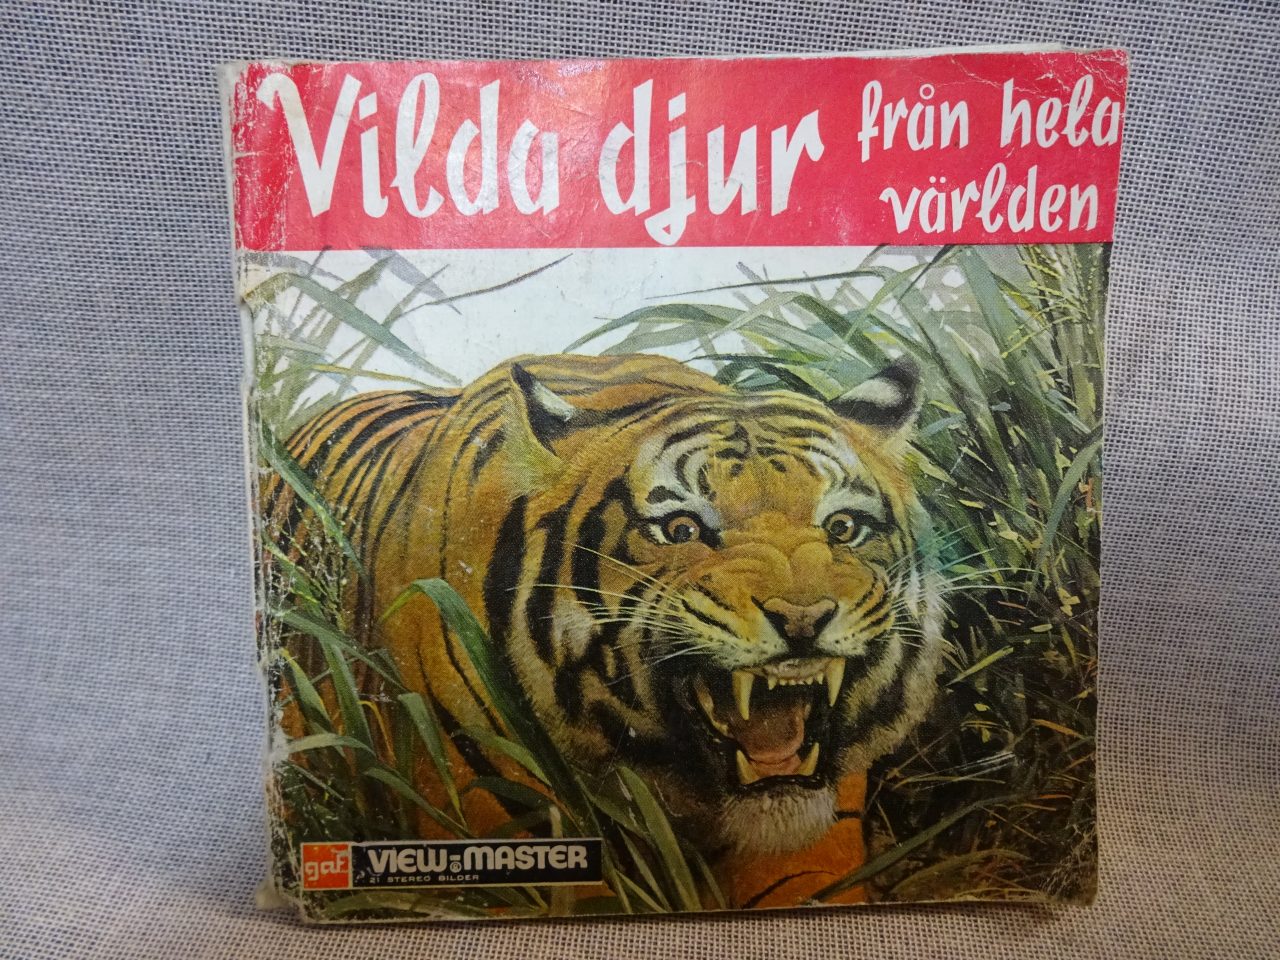 Vilda djur från hela
världen
gaf VIEW-MASTER®
21 STEREO BILDER